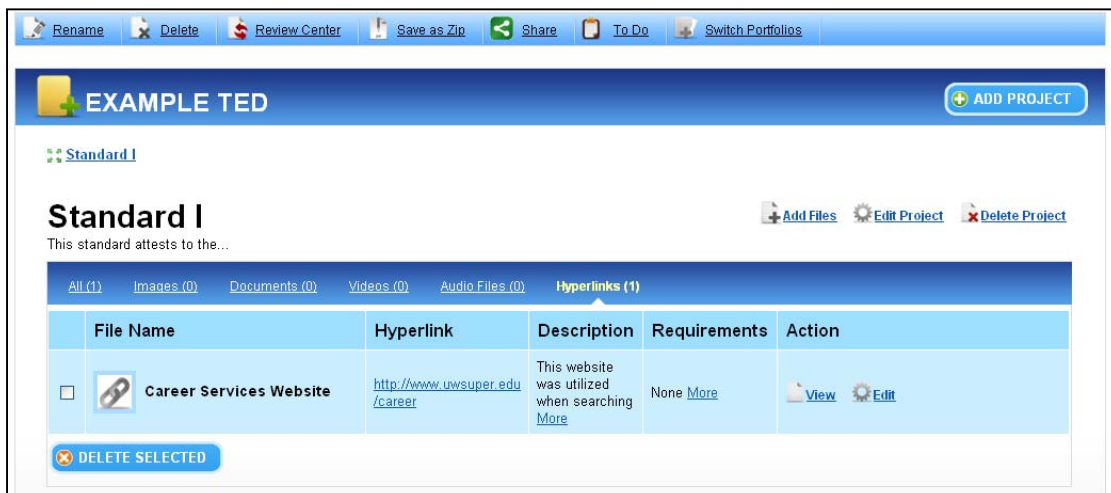 Rename Delete Review Center Save as Zip Share To Do Switch Portfolios
EXAMPLE TED ADD PROJECT
Standard I
Standard I Add Files Edit Project Delete Project
This standard attests to the...
All (1) Images (0) Documents (0) Videos (0) Audio Files (0) Hyperlinks (1)
File Name Hyperlink Description Requirements Action
Career Services Website http://www.uwsuper.edu
/career This website
was utilized
when searching
More None More View Edit
DELETE SELECTED